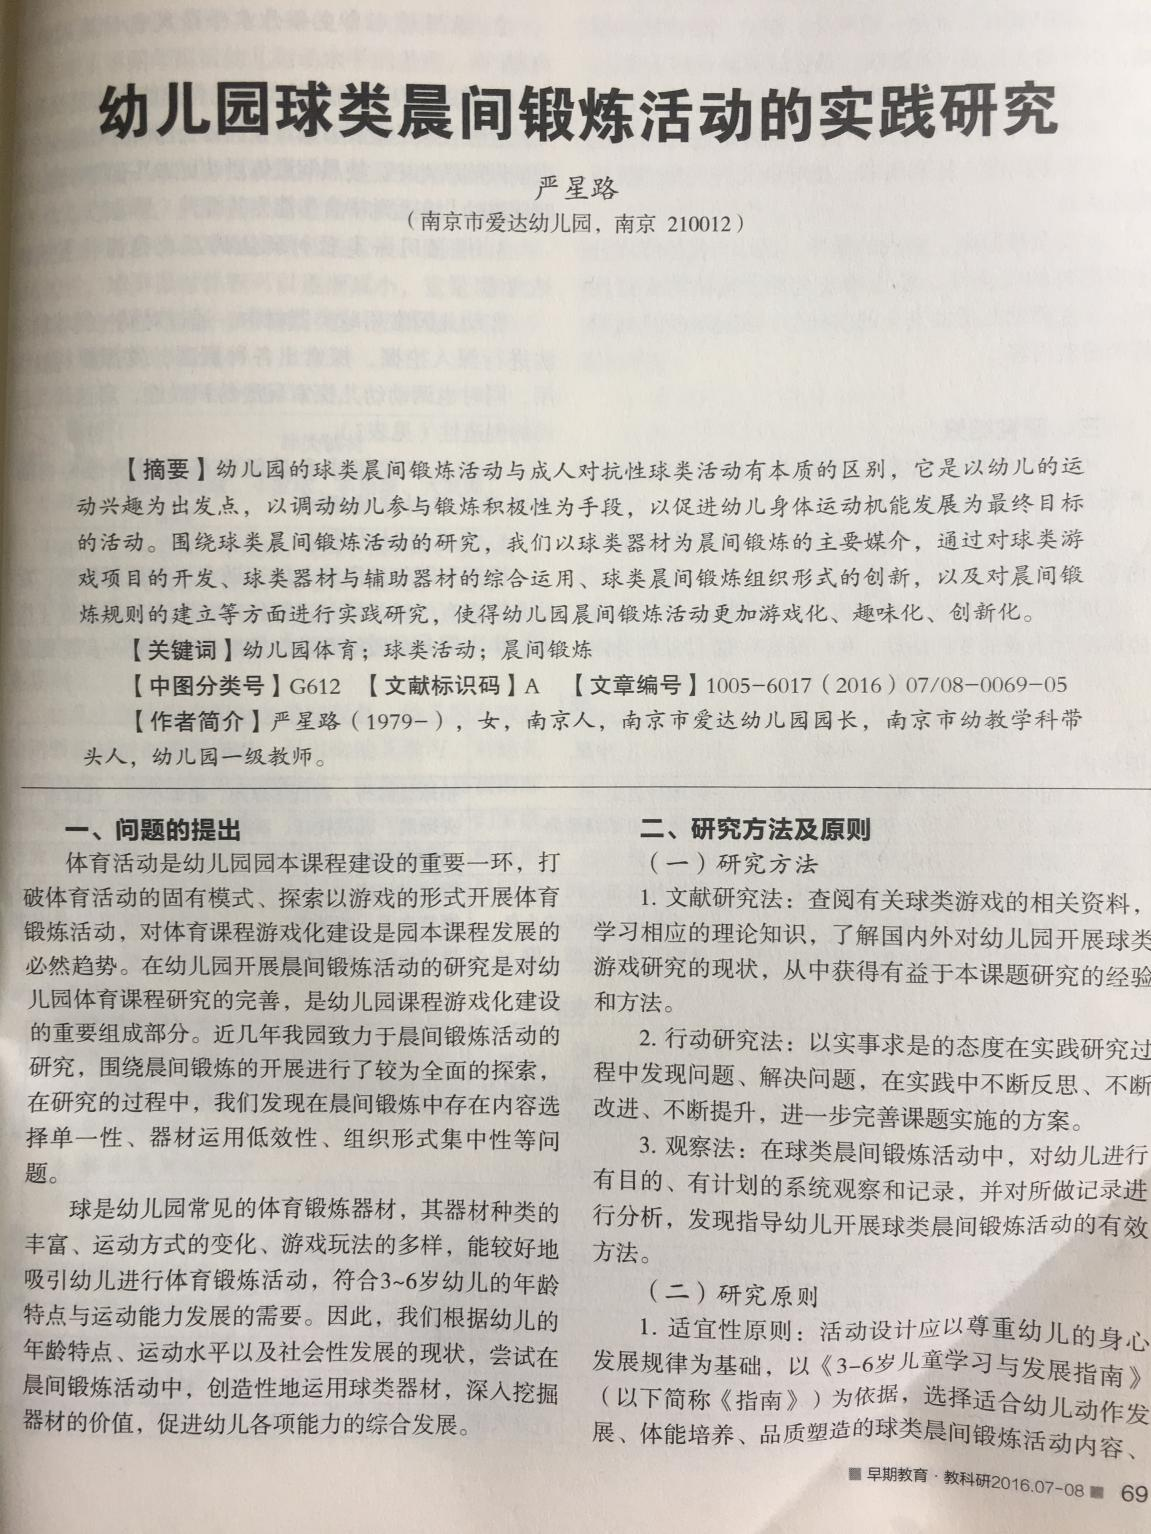 幼儿园球类晨间锻炼活动的实践研究
严星路
（南京市爱达幼儿园，南京 210012）
【摘要】幼儿园的球类晨间锻炼活动与成人对抗性球类活动有本质的区别，它是以幼儿的运
动兴趣为出发点，以调动幼儿参与锻炼积极性为手段，以促进幼儿身体运动机能发展为最终目标
的活动。围绕球类晨间锻炼活动的研究，我们以球类器材为晨间锻炼的主要媒介，通过对球类游
戏项目的开发、球类器材与辅助器材的综合运用、球类晨间锻炼组织形式的创新，以及对晨间锻
炼规则的建立等方面进行实践研究，使得幼儿园晨间锻炼活动更加游戏化、趣味化、创新化。
【关键词】幼儿园体育；球类活动；晨间锻炼
【中图分类号】G612 【文献标识码】A 【文章编号】1005-6017（2016）07/08-0069-05
【作者简介】严星路（1979-），女，南京人，南京市爱达幼儿园园长，南京市幼教学科带
头人，幼儿园一级教师。
一、问题的提出
体育活动是幼儿园园本课程建设的重要一环，打
破体育活动的固有模式、探索以游戏的形式开展体育
锻炼活动，对体育课程游戏化建设是园本课程发展的
必然趋势。在幼儿园开展晨间锻炼活动的研究是对幼
儿园体育课程研究的完善，是幼儿园课程游戏化建设
的重要组成部分。近几年我园致力于晨间锻炼活动的
研究，围绕晨间锻炼的开展进行了较为全面的探索，
在研究的过程中，我们发现在晨间锻炼中存在内容选
择单一性、器材运用低效性、组织形式集中性等问
题。
球是幼儿园常见的体育锻炼器材，其器材种类的
丰富、运动方式的变化、游戏玩法的多样，能较好地
吸引幼儿进行体育锻炼活动，符合3~6岁幼儿的年龄
特点与运动能力发展的需要。因此，我们根据幼儿的
年龄特点、运动水平以及社会性发展的现状，尝试在
晨间锻炼活动中，创造性地运用球类器材，深入挖掘
器材的价值，促进幼儿各项能力的综合发展。
二、研究方法及原则
（一）研究方法
1. 文献研究法：查阅有关球类游戏的相关资料，
学习相应的理论知识，了解国内外对幼儿园开展球类
游戏研究的现状，从中获得有益于本课题研究的经验
和方法。
2. 行动研究法：以实事求是的态度在实践研究过
程中发现问题、解决问题，在实践中不断反思、不断
改进、不断提升，进一步完善课题实施的方案。
3. 观察法：在球类晨间锻炼活动中，对幼儿进行
有目的、有计划的系统观察和记录，并对所做记录进
行分析，发现指导幼儿开展球类晨间锻炼活动的有效
方法。
（二）研究原则
1. 适宜性原则：活动设计应以尊重幼儿的身心
发展规律为基础，以《3-6岁儿童学习与发展指南》
（以下简称《指南》）为依据，选择适合幼儿动作发
展、体能培养、品质塑造的球类晨间锻炼活动内容、
早期教育·教科研2016.07-08 69